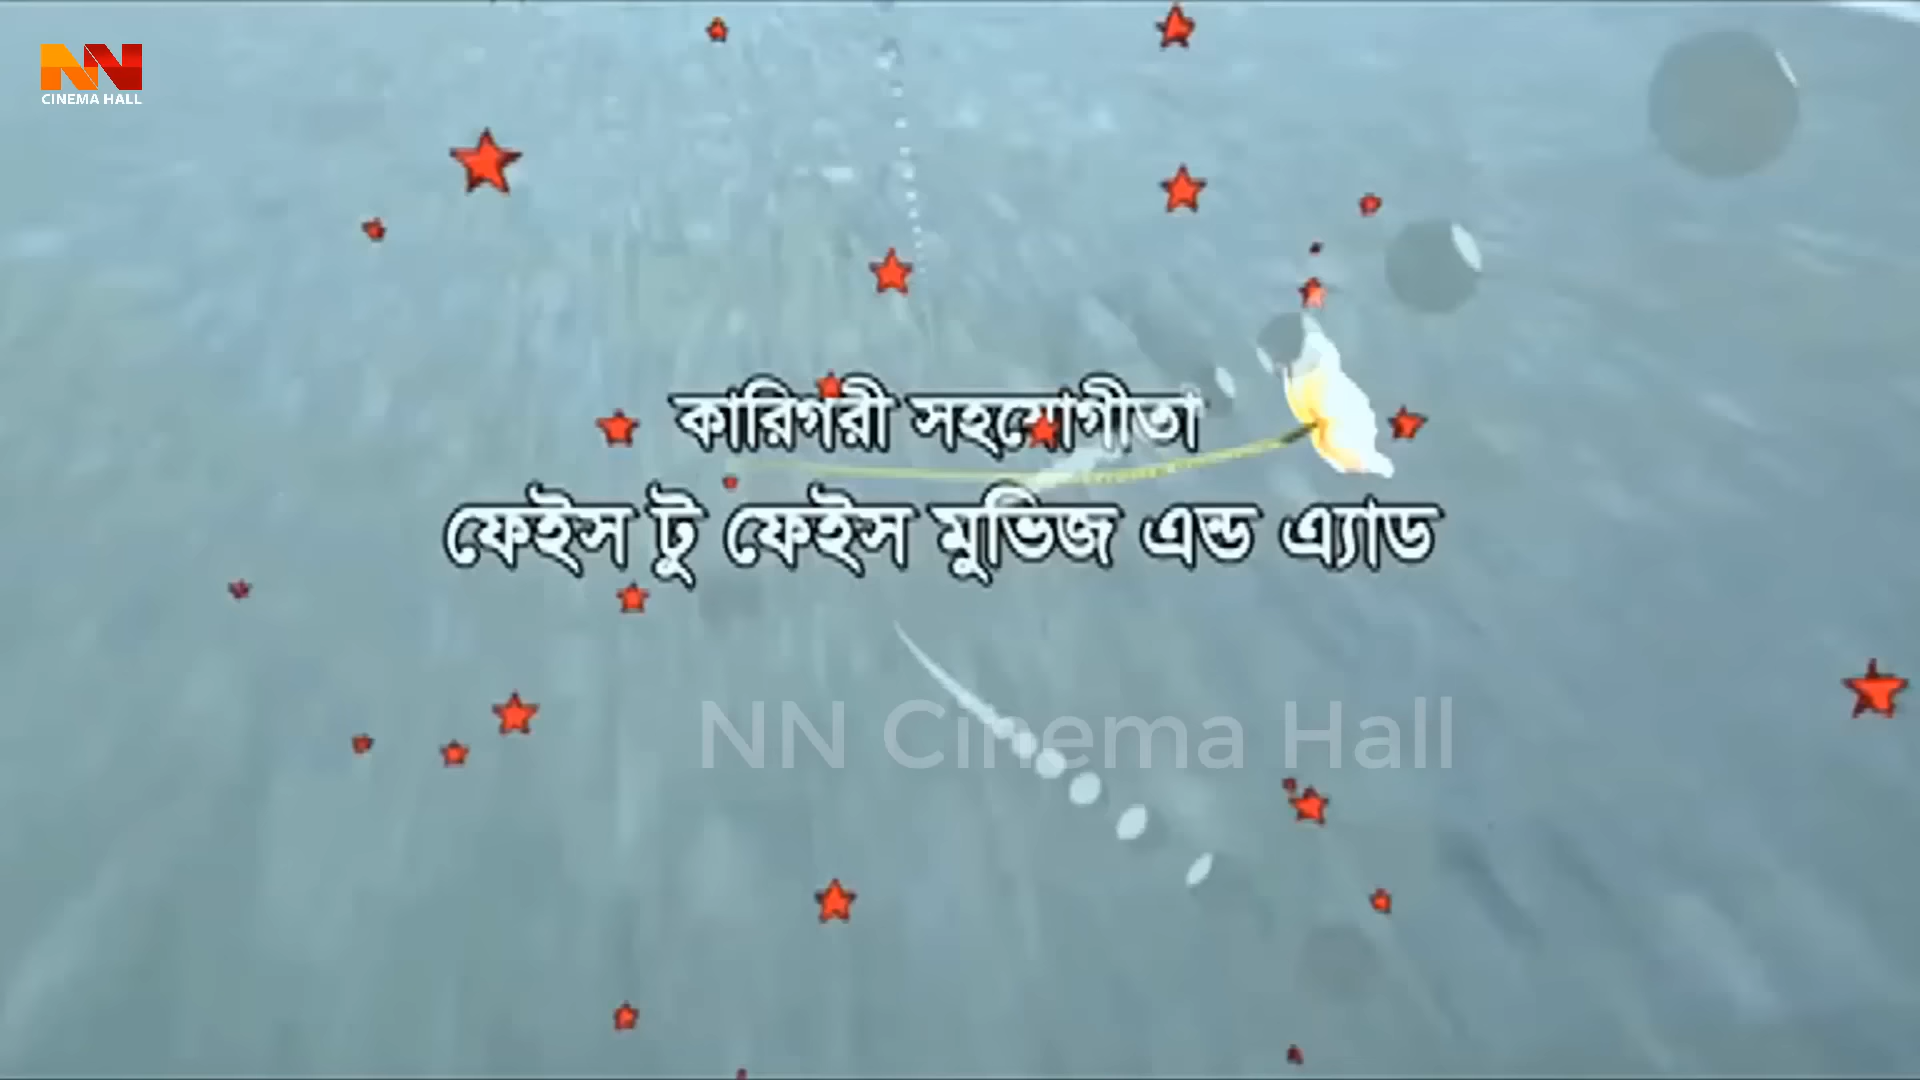 NN
CINEMA HALL
কারিগরী সহযোগীতা
ফেইস টু ফেইস মুভিজ এন্ড এ্যাড
NN Cinema Hall